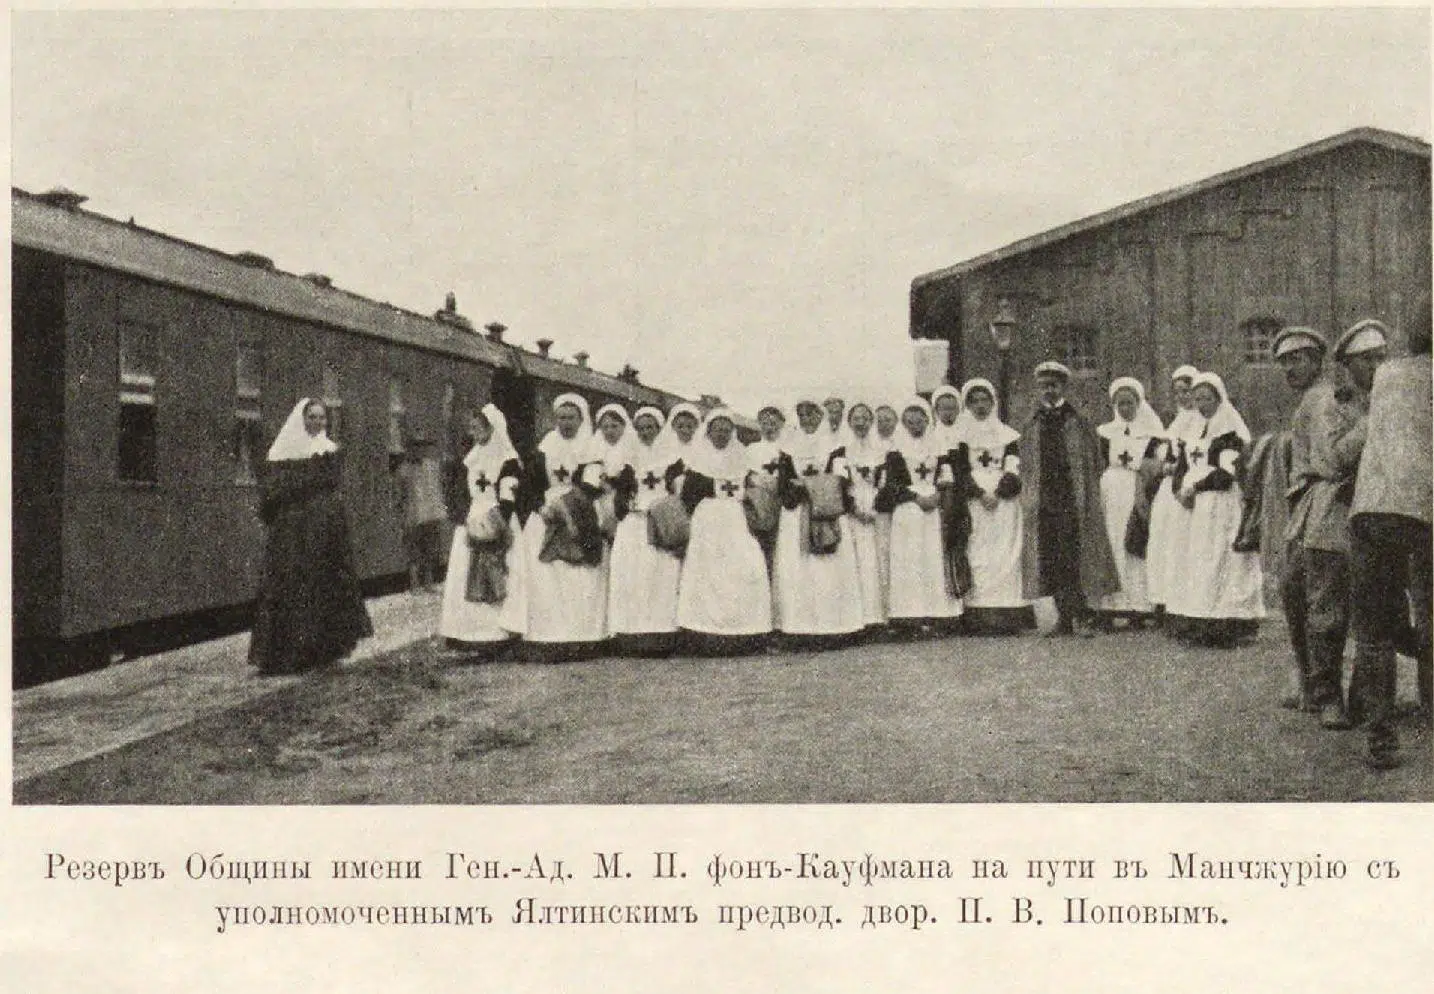 Резервъ Общины имени Ген.-Ад. М. П. фонъ-Кауфмана на пути въ Манчжурію съ
уполномоченнымъ Ялтинскимъ предвод. двор. П. В. Поповымъ.